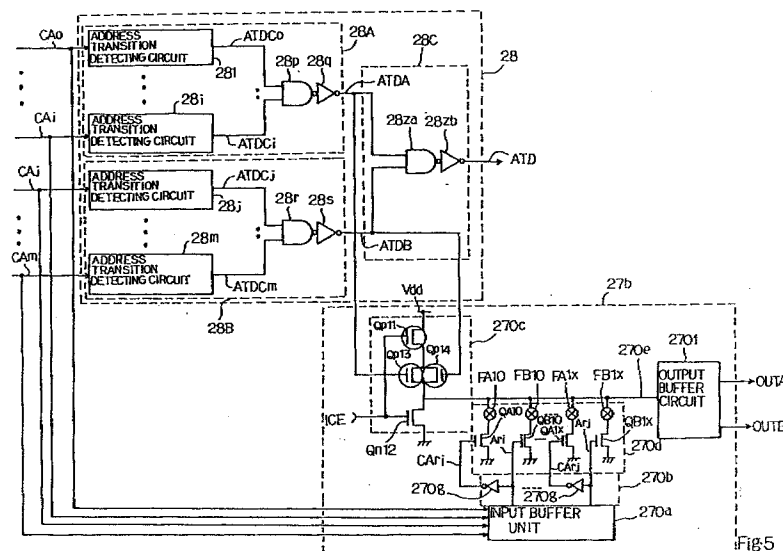 CAo
ADDRESS
TRANSITION
DETECTING CIRCUIT
ATDCo
28A
281
28p
28q
ATDA
28C
28
CAi
28i
ADDRESS
TRANSITION
DETECTING CIRCUIT
ATDCi
28za
28zb
ATD
CAj
ADDRESS
TRANSITION
DETECTING CIRCUIT
ATDCj
28j
28r
28s
CAm
28m
ADDRESS
TRANSITION
DETECTING CIRCUIT
ATDCm
ATDB
28B
Vdd
27b
Qp11
270c
Qp13
Qp14
270e
270f
FA10
FB10
FA1x
FB1x
OUTPUT
BUFFER
CIRCUIT
OUTA
OUTB
ICE
QA10
QB10
QA1x
QB1x
Qn12
Ari
Arj
270d
CAri
CArj
270g
270g
270b
INPUT BUFFER
UNIT
270a
Fig.5